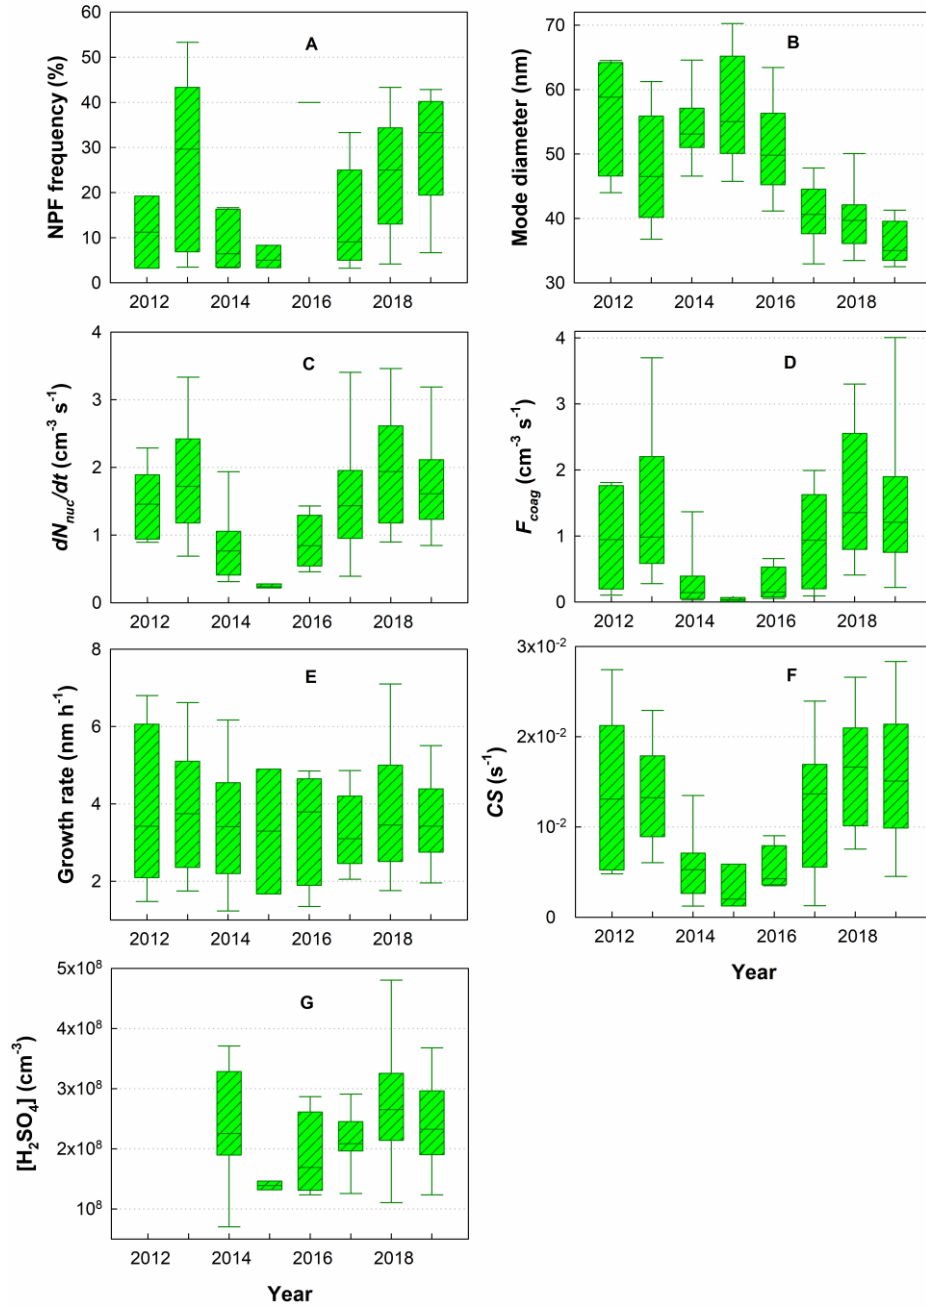 A
NPF frequency (%)
60
50
40
30
20
10
0
2012 2014 2016 2018
B
Mode diameter (nm)
70
60
50
40
30
2012 2014 2016 2018
C
dN_nuc/dt (cm⁻³ s⁻¹)
4
3
2
1
0
2012 2014 2016 2018
D
F_coag (cm⁻³ s⁻¹)
4
3
2
1
0
2012 2014 2016 2018
E
Growth rate (nm h⁻¹)
8
6
4
2
2012 2014 2016 2018
F
CS (s⁻¹)
3x10⁻²
2x10⁻²
10⁻²
0
2012 2014 2016 2018
Year
G
[H₂SO₄] (cm⁻³)
5x10⁸
4x10⁸
3x10⁸
2x10⁸
10⁸
2012 2014 2016 2018
Year